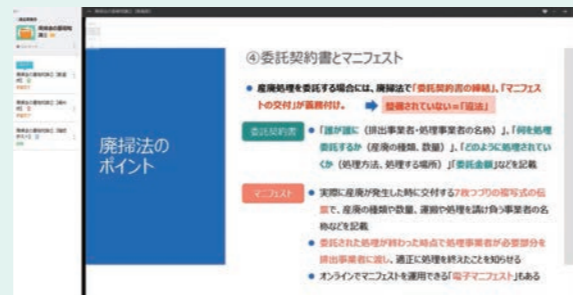 ④委託契約書とマニフェスト
● 産廃処理を委託する場合には、廃掃法で「委託契約書の締結」、「マニフェス
トの交付」が義務付け。 ➡ 整備されていない=「違法」
廃掃法の
ポイント
委託契約書
● 「誰が誰に（排出事業者・処理事業者の名称）」、「何を処理
委託するか（産廃の種類、数量）」、「どのように処理されてい
くか（処理方法、処理する場所）」「委託金額」などを記載
マニフェスト
● 実際に産廃が発生した時に交付する7枚つづりの複写式の伝
票で、産廃の種類や数量、運搬や処理を請け負う事業者の名
称などを記載
● 委託された処理が終わった時点で処理事業者が必要部分を
排出事業者に渡し、適正に処理を終えたことを知らせる
● オンラインでマニフェストを運用できる「電子マニフェスト」もある